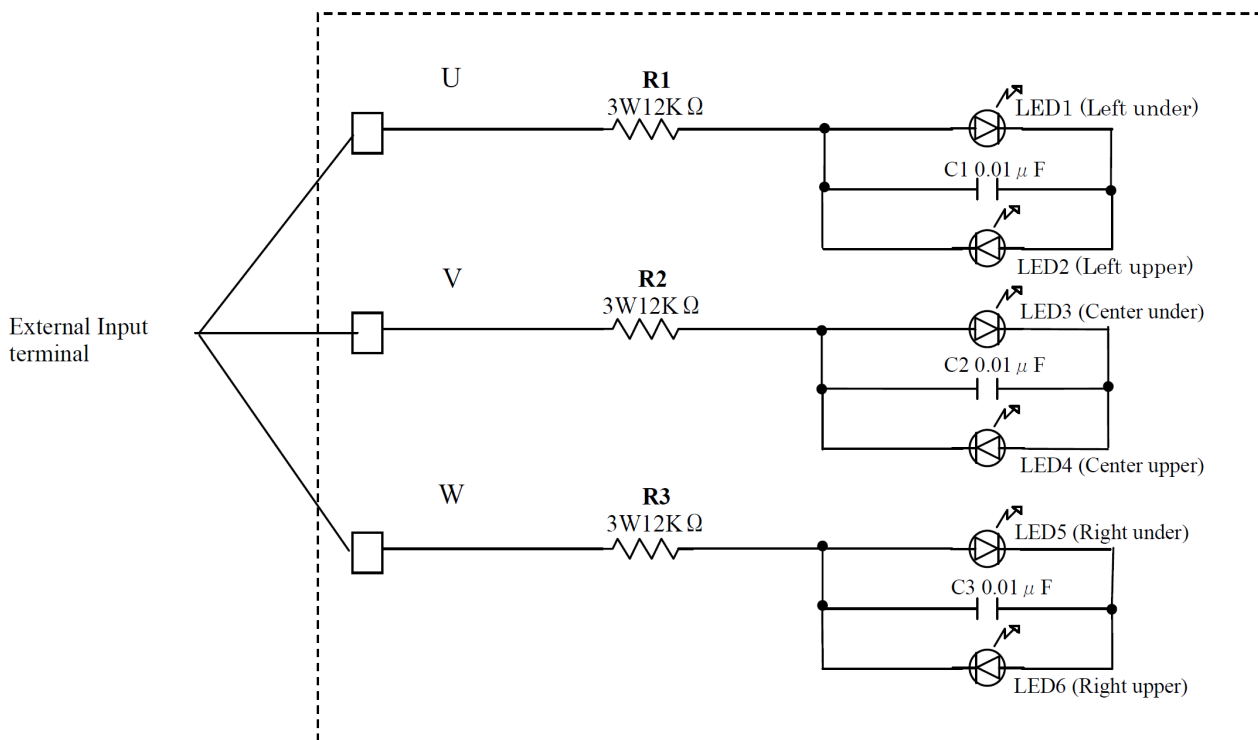 U
R1
3W12KΩ
LED1 (Left under)
C1 0.01μF
LED2 (Left upper)
V
R2
3W12KΩ
LED3 (Center under)
External Input
terminal
C2 0.01μF
LED4 (Center upper)
W
R3
3W12KΩ
LED5 (Right under)
C3 0.01μF
LED6 (Right upper)